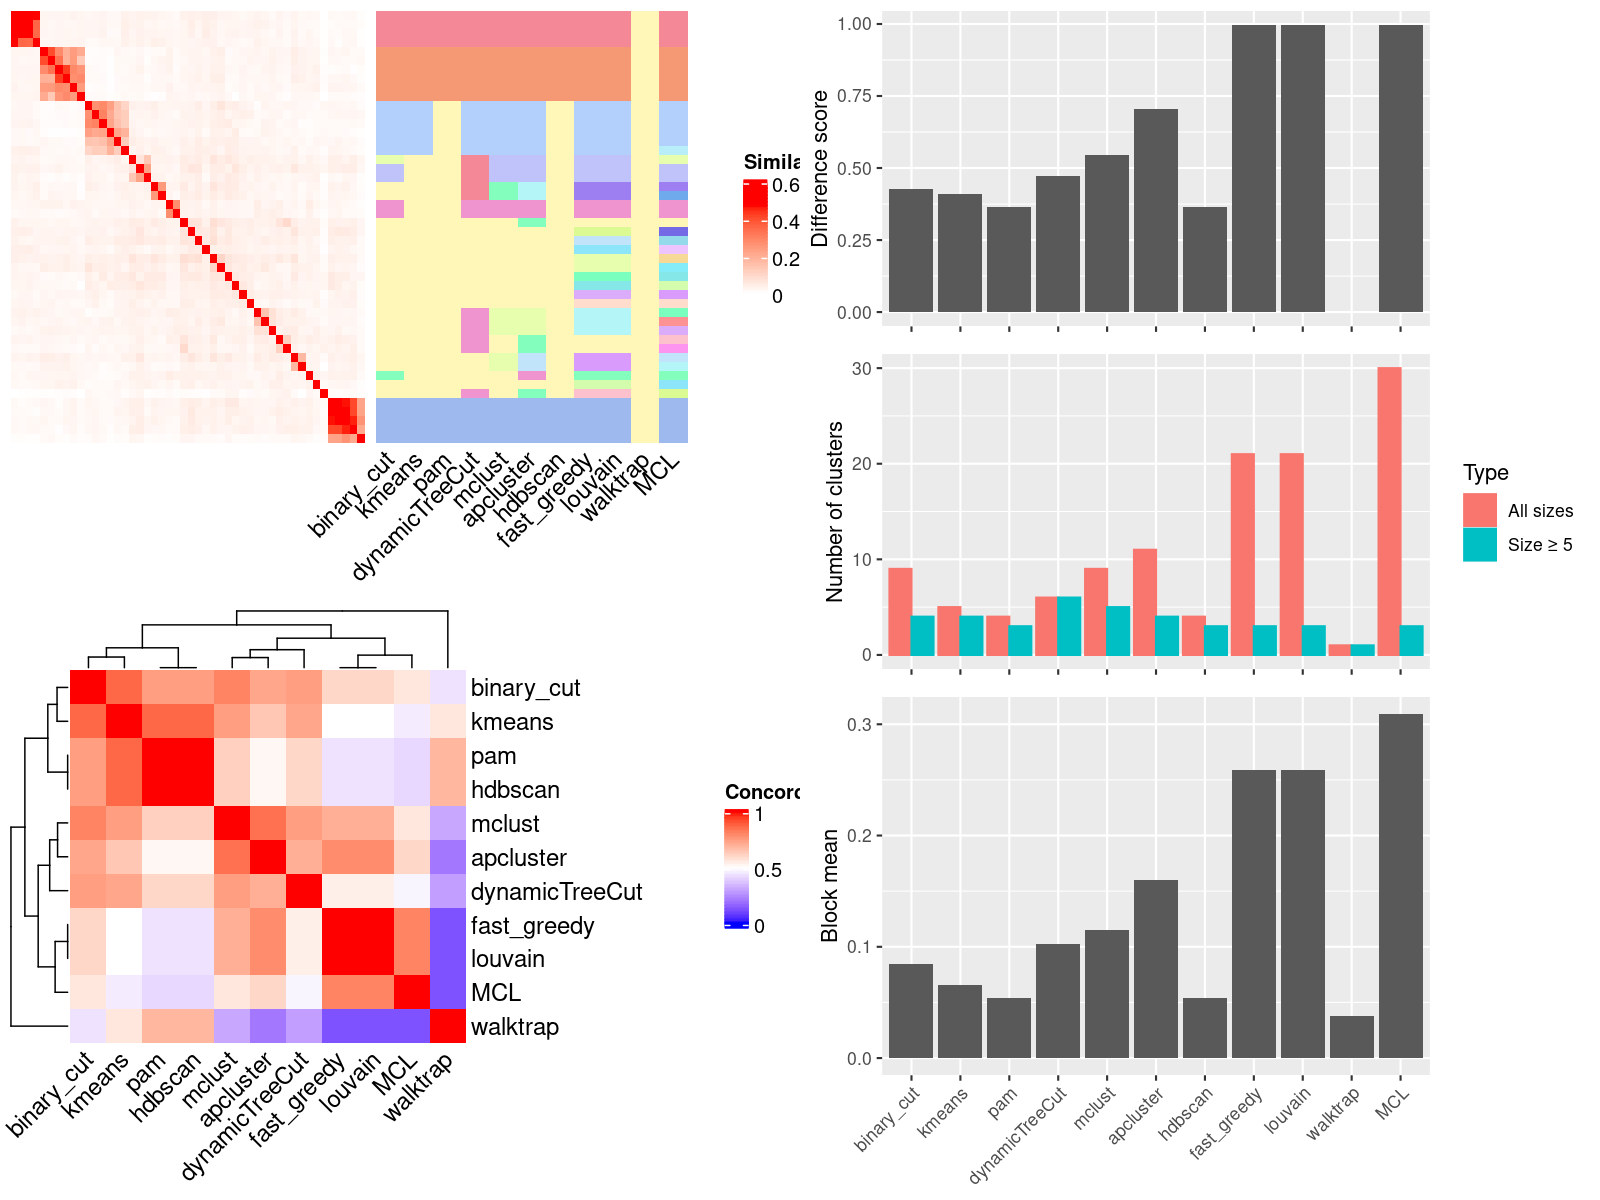 Simila
0.6
0.4
0.2
0
binary_cut
kmeans
pam
dynamicTreeCut
mclust
apcluster
hdbscan
fast_greedy
louvain
walktrap
MCL
Difference score
1.00
0.75
0.50
0.25
0.00
Number of clusters
30
20
10
0
Type
All sizes
Size ≥ 5
binary_cut
kmeans
pam
hdbscan
mclust
apcluster
dynamicTreeCut
fast_greedy
louvain
MCL
walktrap
binary_cut
kmeans
pam
hdbscan
mclust
apcluster
dynamicTreeCut
fast_greedy
louvain
MCL
walktrap
Concord
1
0.5
0
Block mean
0.3
0.2
0.1
0.0
binary_cut
kmeans
pam
dynamicTreeCut
mclust
apcluster
hdbscan
fast_greedy
louvain
walktrap
MCL